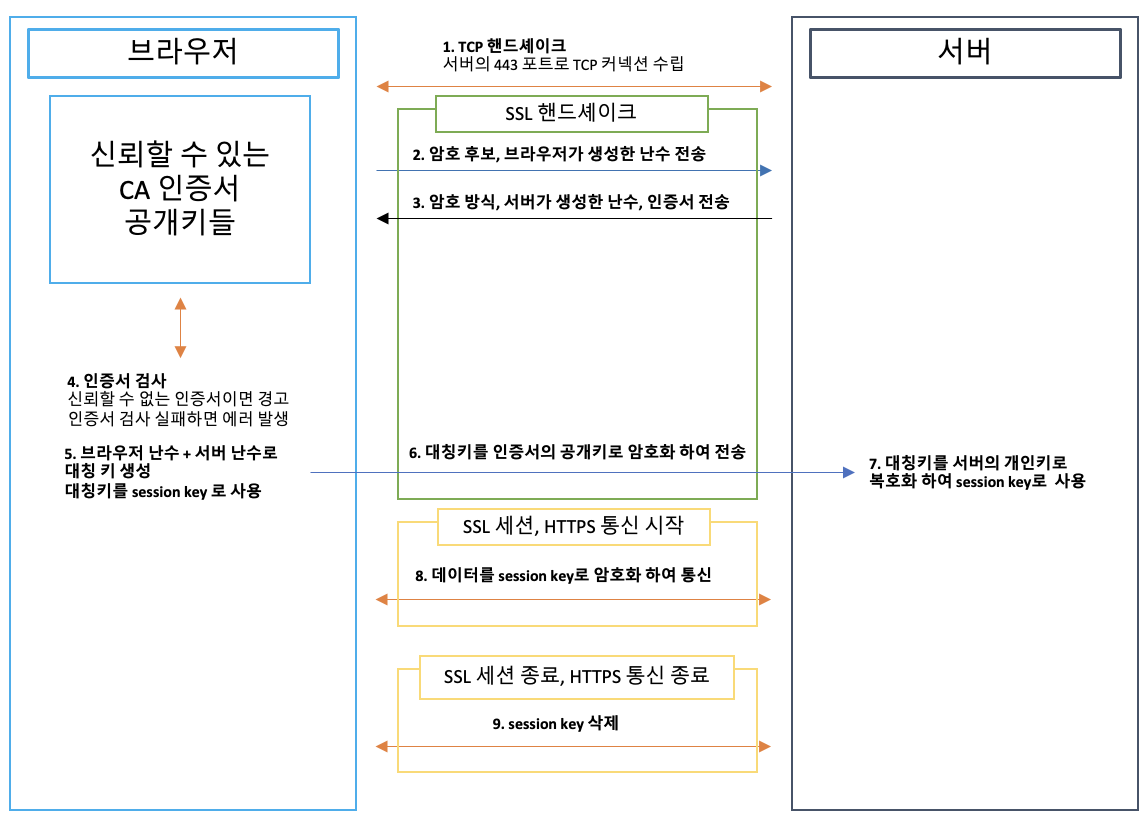 브라우저
서버
1. TCP 핸드셰이크
서버의 443 포트로 TCP 커넥션 수립
신뢰할 수 있는
CA 인증서
공개키들
SSL 핸드셰이크
2. 암호 후보, 브라우저가 생성한 난수 전송
3. 암호 방식, 서버가 생성한 난수, 인증서 전송
4. 인증서 검사
신뢰할 수 없는 인증서이면 경고
인증서 검사 실패하면 에러 발생
5. 브라우저 난수 + 서버 난수로
대칭 키 생성
대칭키를 session key 로 사용
6. 대칭키를 인증서의 공개키로 암호화 하여 전송
7. 대칭키를 서버의 개인키로
복호화 하여 session key로 사용
SSL 세션, HTTPS 통신 시작
8. 데이터를 session key로 암호화 하여 통신
SSL 세션 종료, HTTPS 통신 종료
9. session key 삭제